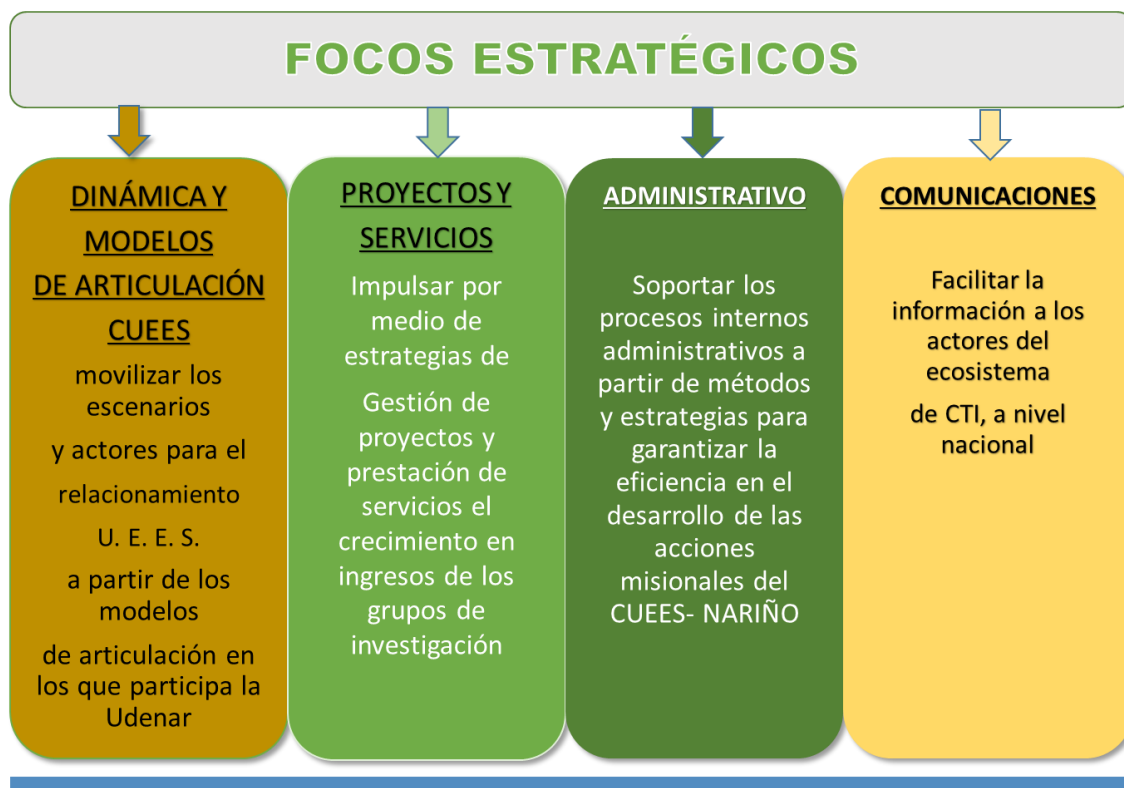 FOCOS ESTRATÉGICOS
DINÁMICA Y
MODELOS
DE ARTICULACIÓN
CUEES
movilizar los
escenarios
y actores para el
relacionamiento
U. E. E. S.
a partir de los
modelos
de articulación en
los que participa la
Udenar
PROYECTOS Y
SERVICIOS
Impulsar por
medio de
estrategias de
Gestión de
proyectos y
prestación de
servicios el
crecimiento en
ingresos de los
grupos de
investigación
ADMINISTRATIVO
Soportar los
procesos internos
administrativos a
partir de métodos
y estrategias para
garantizar la
eficiencia en el
desarrollo de las
acciones
misionales del
CUEES- NARIÑO
COMUNICACIONES
Facilitar la
información a los
actores del
ecosistema
de CTI, a nivel
nacional